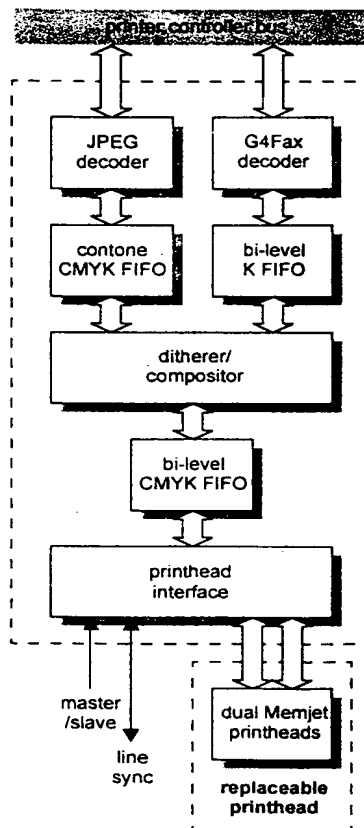 printer controller bus
JPEG
decoder
G4Fax
decoder
contone
CMYK FIFO
bi-level
K FIFO
ditherer/
compositor
bi-level
CMYK FIFO
printhead
interface
master
/slave
line
sync
dual Memjet
printheads
replaceable
printhead